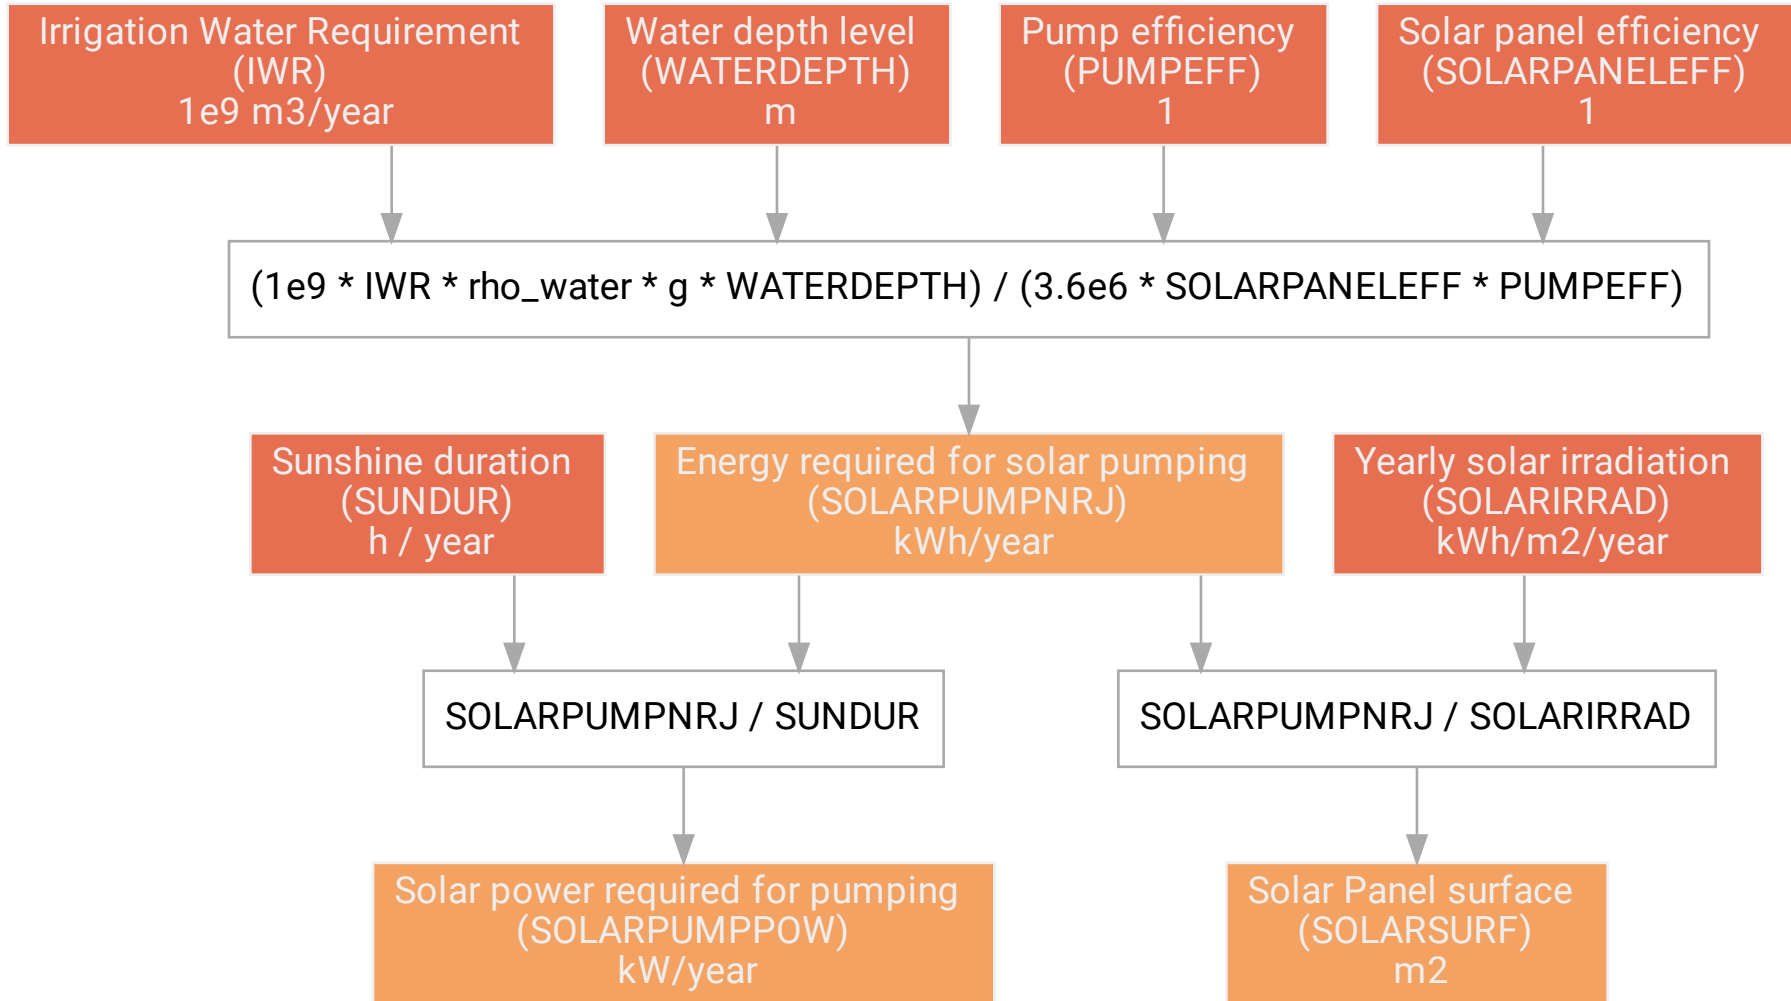 Irrigation Water Requirement
(IWR)
1e9 m3/year
Water depth level
(WATERDEPTH)
m
Pump efficiency
(PUMPEFF)
1
Solar panel efficiency
(SOLARPANELEFF)
1
(1e9 * IWR * rho_water * g * WATERDEPTH) / (3.6e6 * SOLARPANELEFF * PUMPEFF)
Sunshine duration
(SUNDUR)
h / year
Energy required for solar pumping
(SOLARPUMPNRJ)
kWh/year
Yearly solar irradiation
(SOLARIRRAD)
kWh/m2/year
SOLARPUMPNRJ / SUNDUR
SOLARPUMPNRJ / SOLARIRRAD
Solar power required for pumping
(SOLARPUMPPOW)
kW/year
Solar Panel surface
(SOLARSURF)
m2